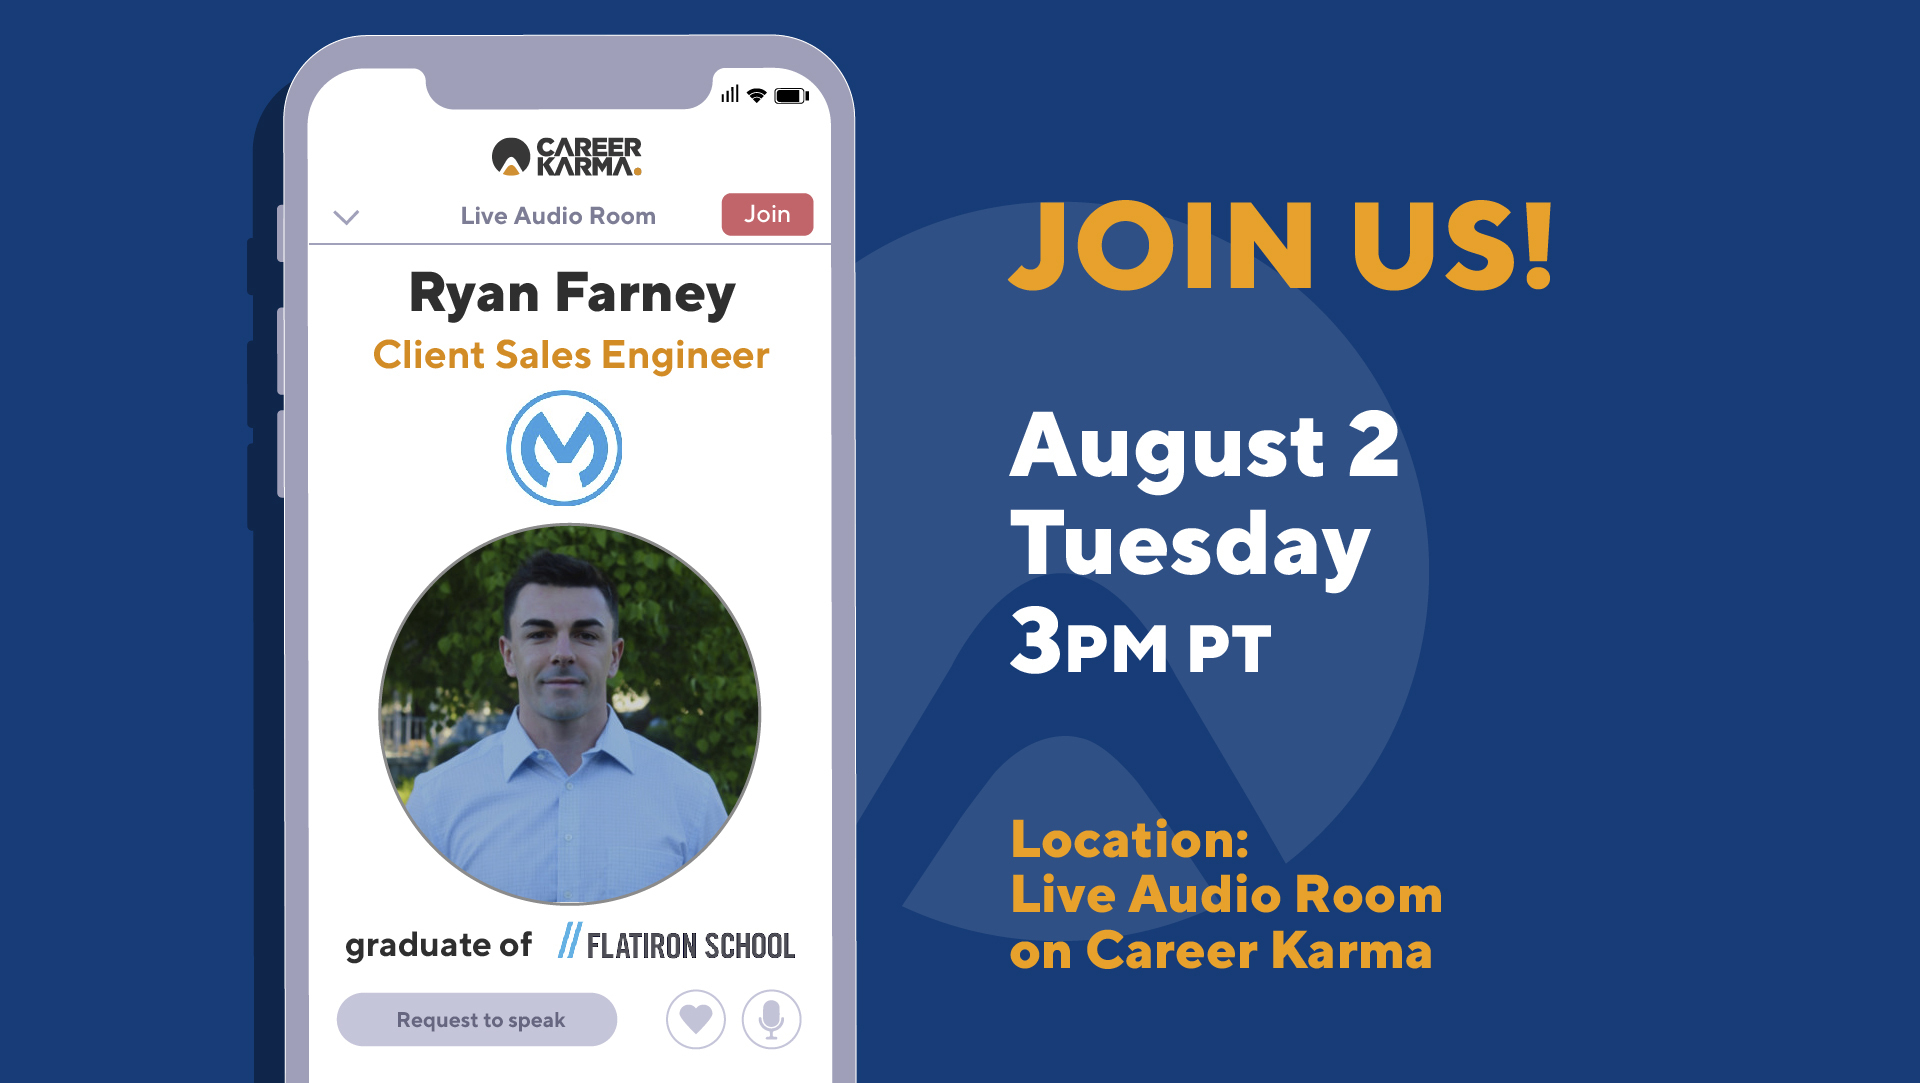 CAREER
KARMA.
Live Audio Room
Join
Ryan Farney
Client Sales Engineer
graduate of
// FLATIRON SCHOOL
Request to speak
JOIN US!
August 2
Tuesday
3PM PT
Location:
Live Audio Room
on Career Karma